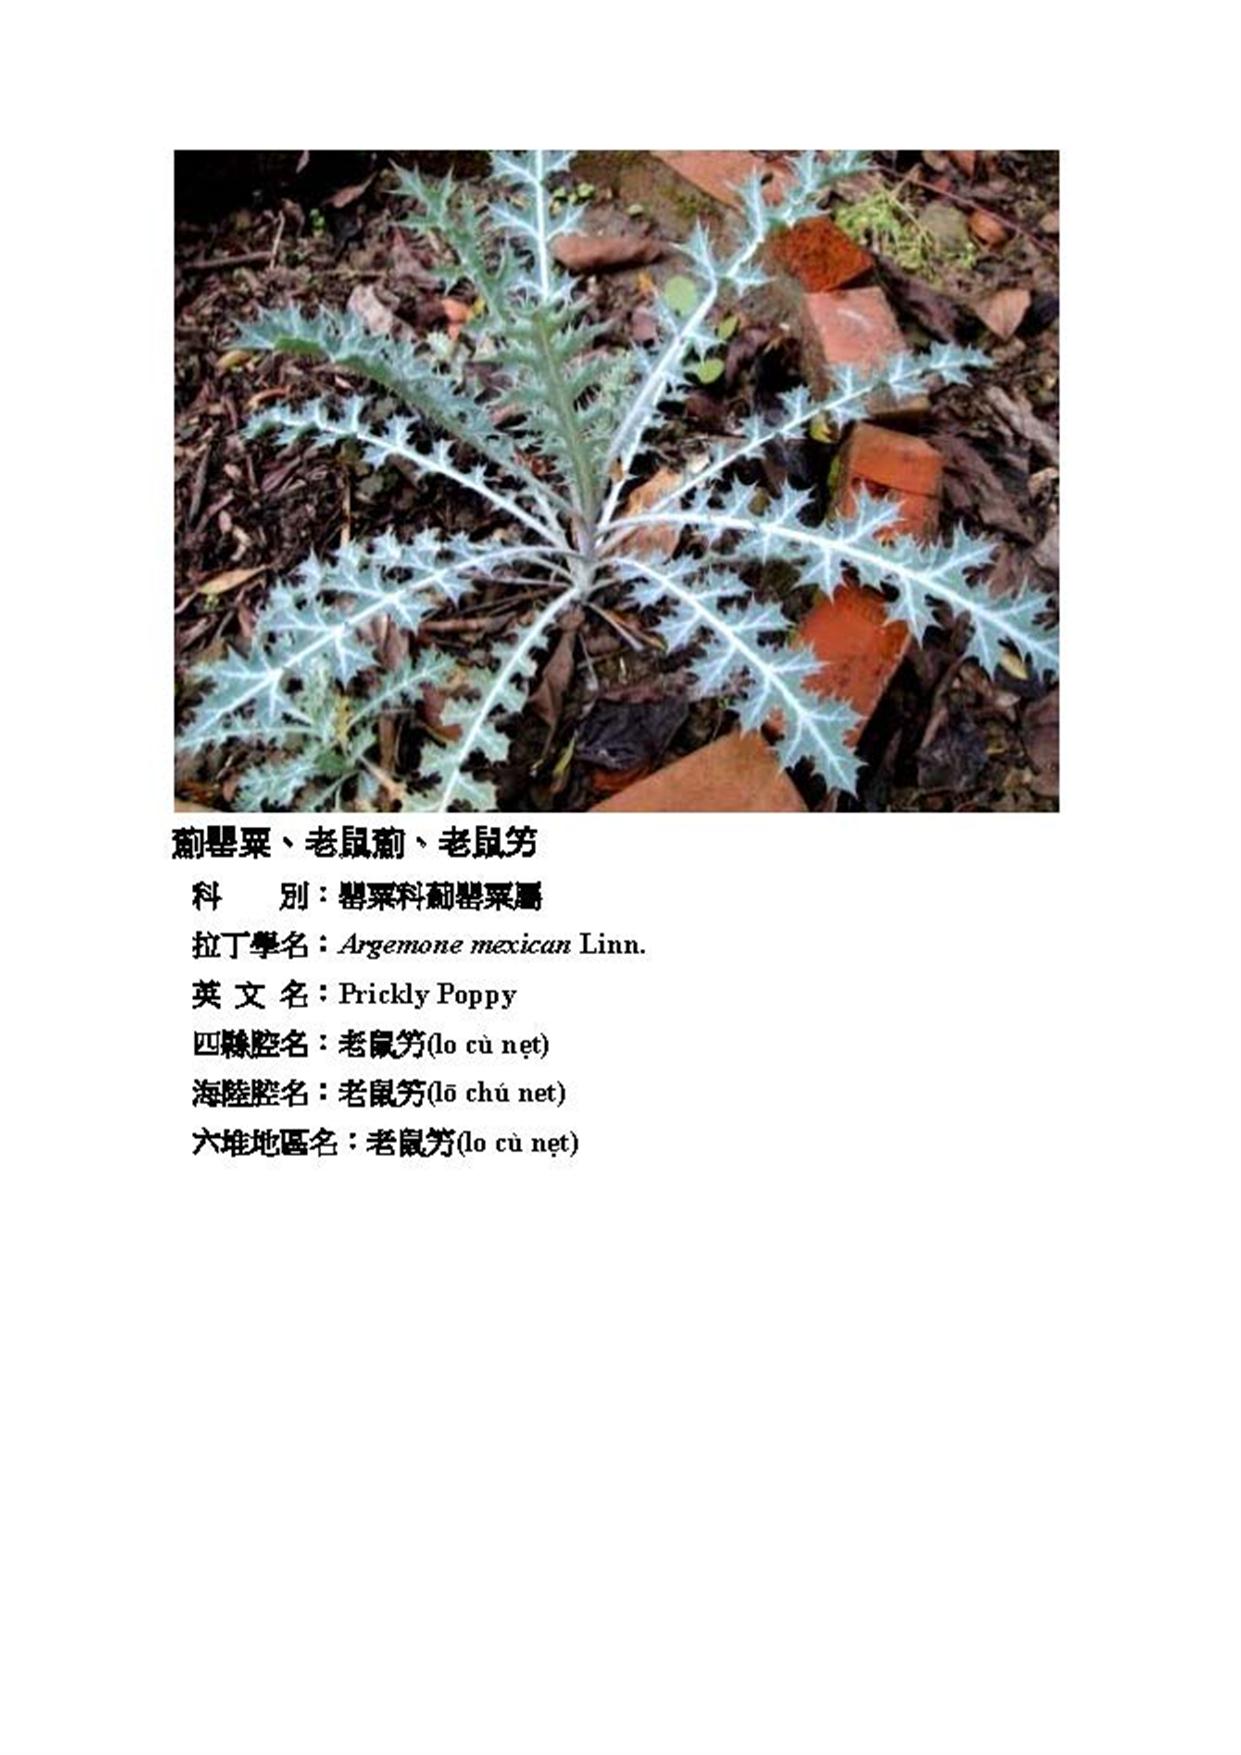 薊罌粟、老鼠薊、老鼠竻
科　　別：罌粟科薊罌粟屬
拉丁學名：Argemone mexican Linn.
英 文 名：Prickly Poppy
四縣腔名：老鼠竻(lo cù nẹt)
海陸腔名：老鼠竻(lō chú net)
六堆地區名：老鼠竻(lo cù nẹt)